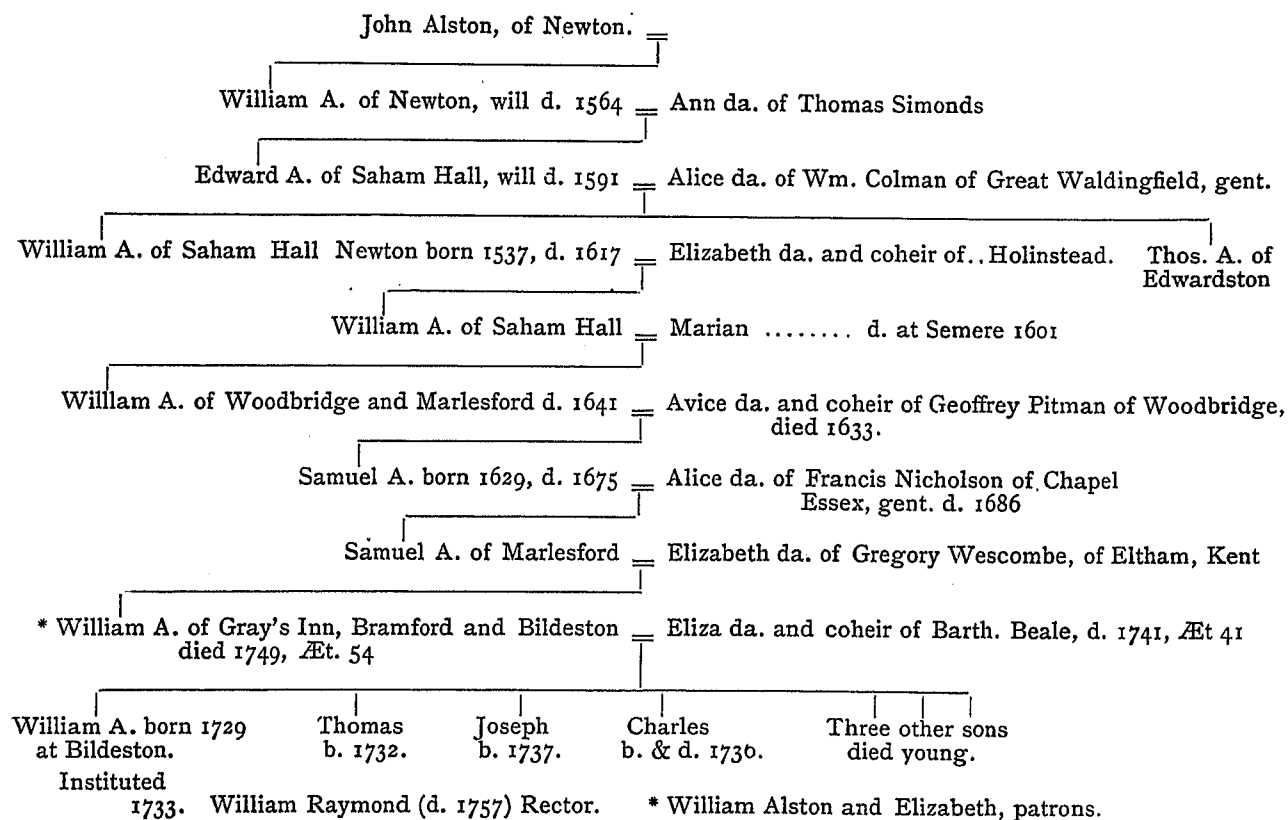 John Alston, of Newton.
William A. of Newton, will d. 1564 Ann da. of Thomas Simonds
Edward A. of Saham Hall, will d. 1591 Alice da. of Wm. Colman of Great Waldingfield, gent.
William A. of Saham Hall Newton born 1537, d. 1617 Elizabeth da. and coheir of .. Holinstead. Thos. A. of
Edwardston
William A. of Saham Hall Marian ........ d. at Semere 1601
Willlam A. of Woodbridge and Marlesford d. 1641 Avice da. and coheir of Geoffrey Pitman of Woodbridge,
died 1633.
Samuel A. born 1629, d. 1675 Alice da. of Francis Nicholson of Chapel
Essex, gent. d. 1686
Samuel A. of Marlesford Elizabeth da. of Gregory Wescombe, of Eltham, Kent
* William A. of Gray's Inn, Bramford and Bildeston Eliza da. and coheir of Barth. Beale, d. 1741, Æt 41
died 1749, Æt. 54
William A. born 1729 Thomas Joseph Charles Three other sons
at Bildeston. b. 1732. b. 1737. b. & d. 1730. died young.
Instituted
1733. William Raymond (d. 1757) Rector. * William Alston and Elizabeth, patrons.